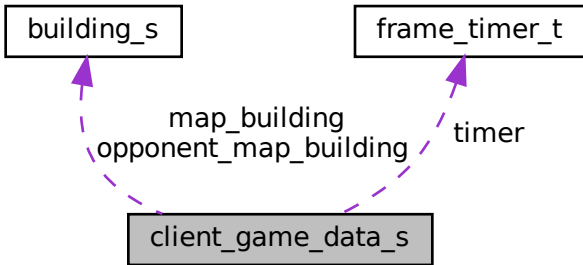 building_s
frame_timer_t
map_building
opponent_map_building
timer
client_game_data_s